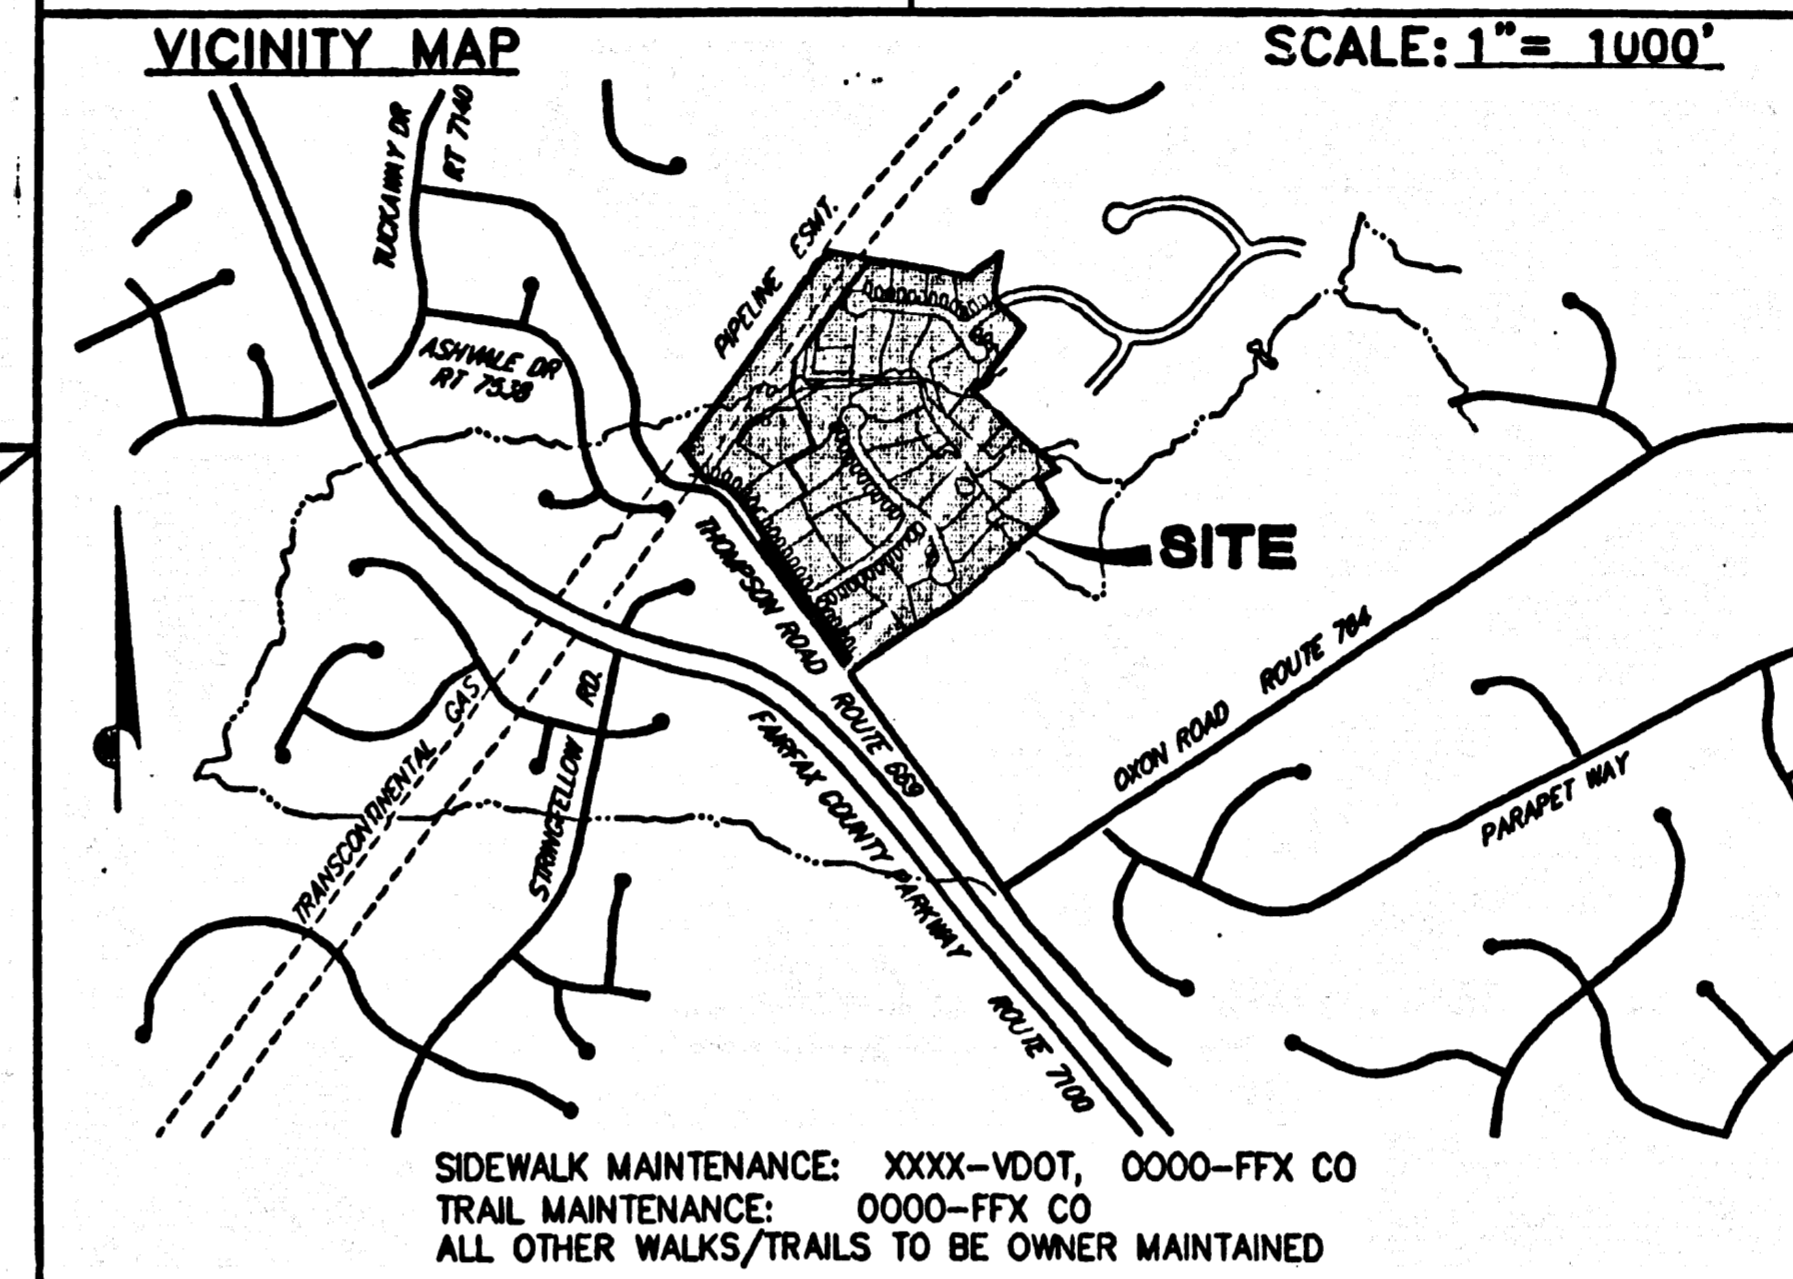 VICINITY MAP
SCALE: 1"= 1000'
TUCKAWAY DR
RT 7140
PIPELINE ESMT.
ASHVALE DR
RT 7538
SITE
THOMPSON ROAD ROUTE 669
OXON ROAD ROUTE 764
PARAPET WAY
TRANSCONTINENTAL GAS
STRINGFELLOW RD.
FAIRFAX COUNTY PARKWAY ROUTE 7100
SIDEWALK MAINTENANCE: XXXX-VDOT, OOOO-FFX CO
TRAIL MAINTENANCE: OOOO-FFX CO
ALL OTHER WALKS/TRAILS TO BE OWNER MAINTAINED